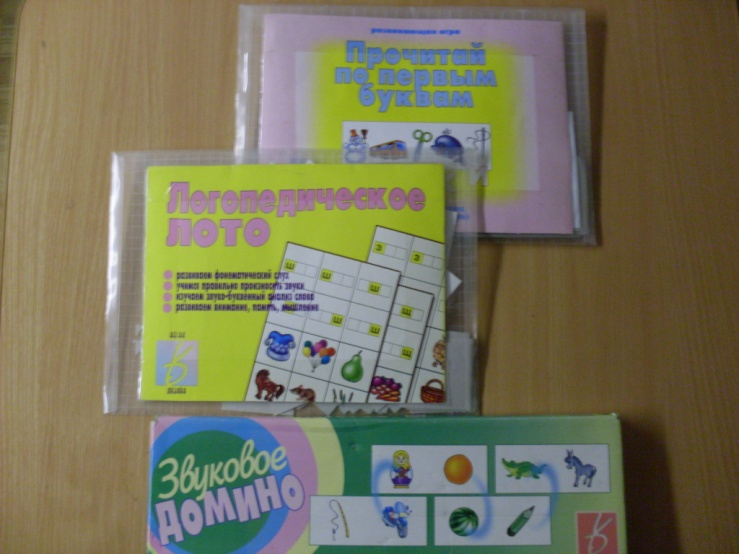 развивающая игра
Прочитай
по первым
буквам
Логопедическое
лото
развиваем фонематический слух
учимся правильно произносить звуки
изучаем звуко-буквенный анализ слова
развиваем внимание, память, мышление
Звуковое
домино